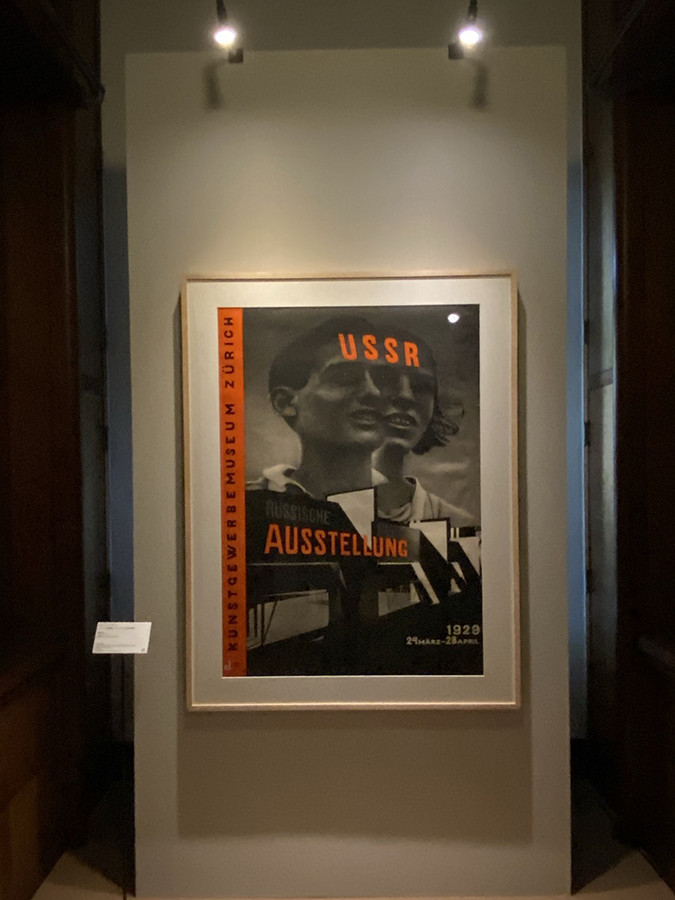 KUNSTGEWERBEMUSEUM ZÜRICH
USSR
RUSSISCHE
AUSSTELLUNG
1929
24 MÄRZ-28 APRIL